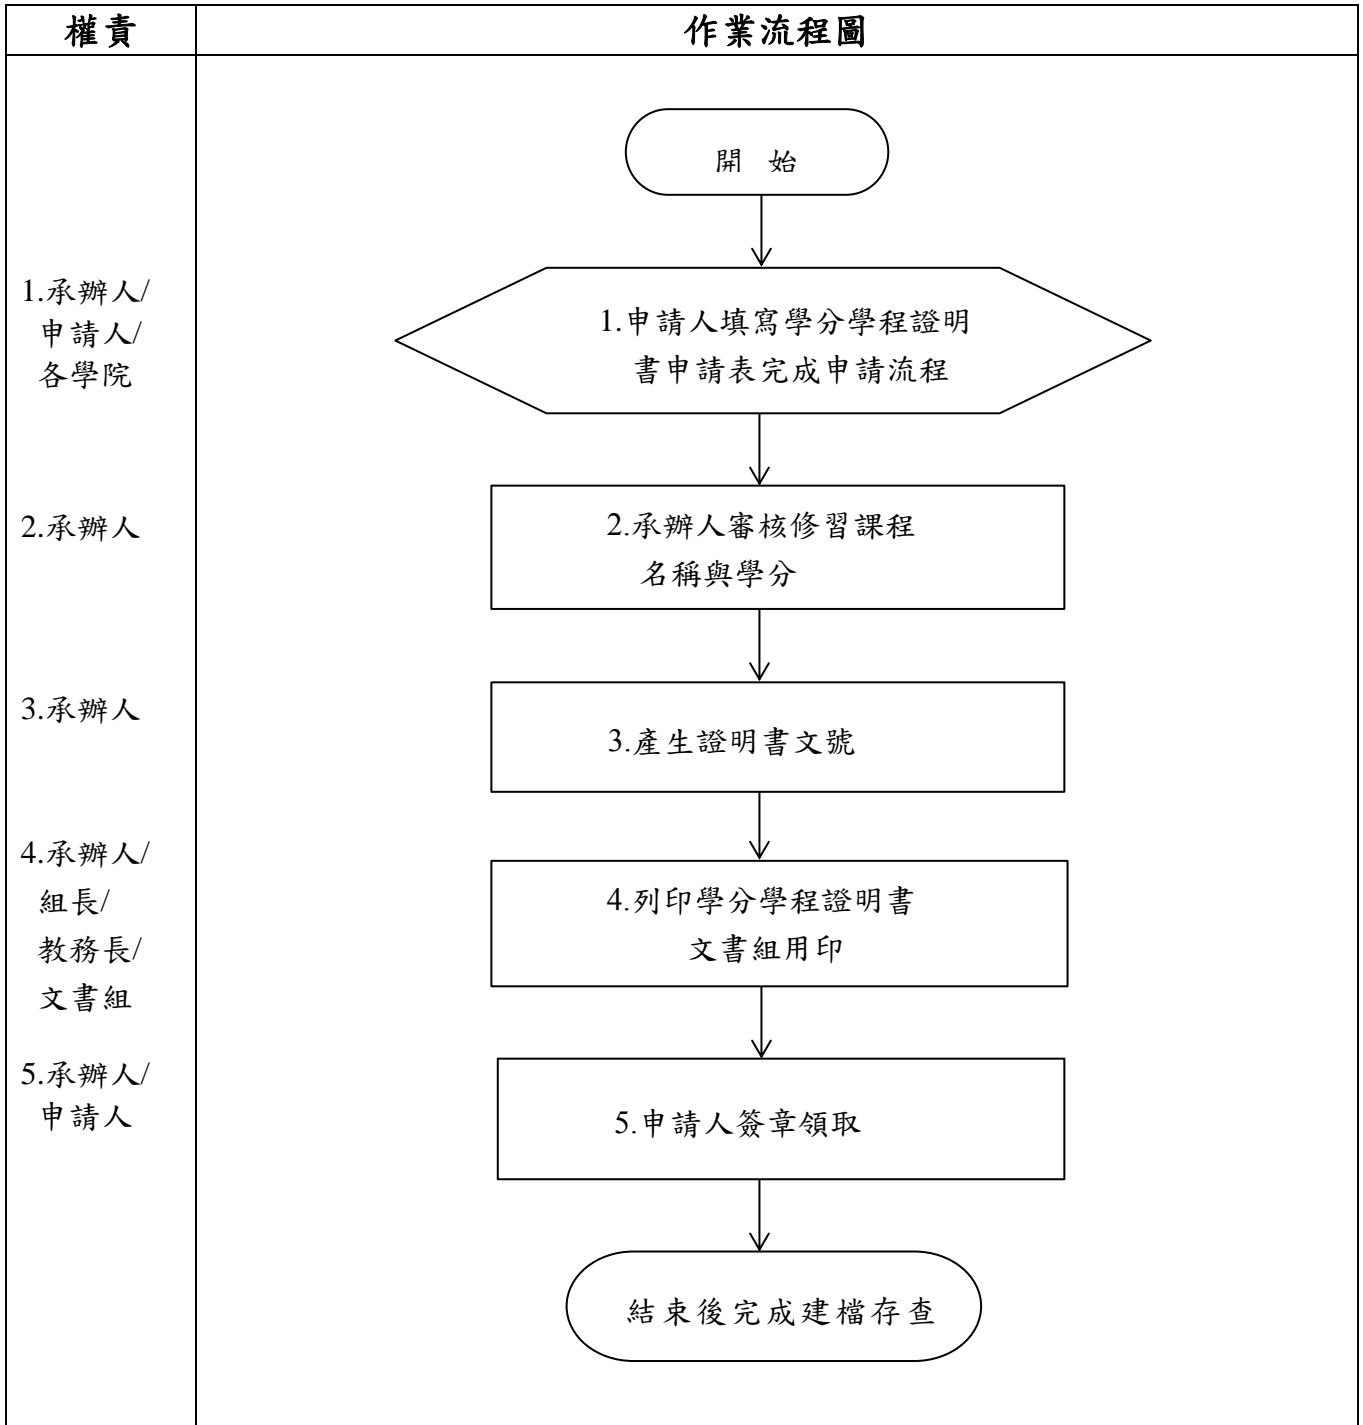 權責
作業流程圖
開 始
1.承辦人/
申請人/
各學院
1.申請人填寫學分學程證明
書申請表完成申請流程
2.承辦人
2.承辦人審核修習課程
名稱與學分
3.承辦人
3.產生證明書文號
4.承辦人/
組長/
教務長/
文書組
4.列印學分學程證明書
文書組用印
5.承辦人/
申請人
5.申請人簽章領取
結束後完成建檔存查